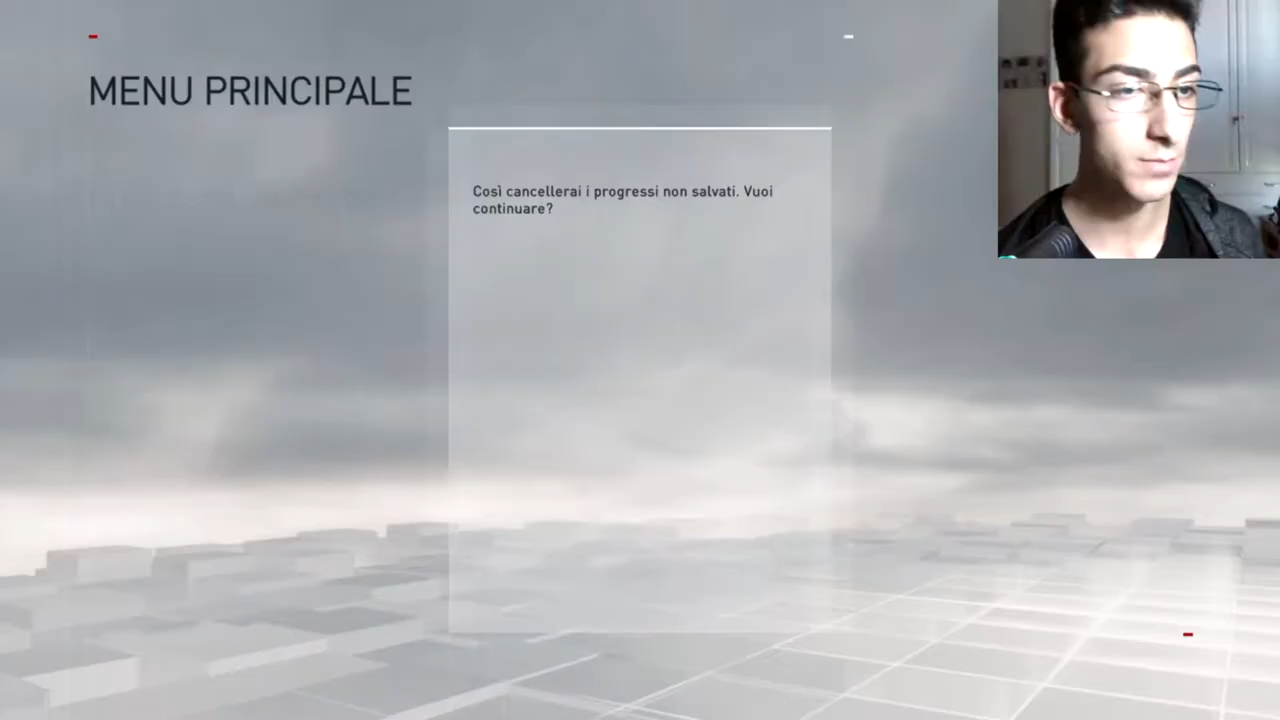 MENU PRINCIPALE
Così cancellerai i progressi non salvati. Vuoi
continuare?